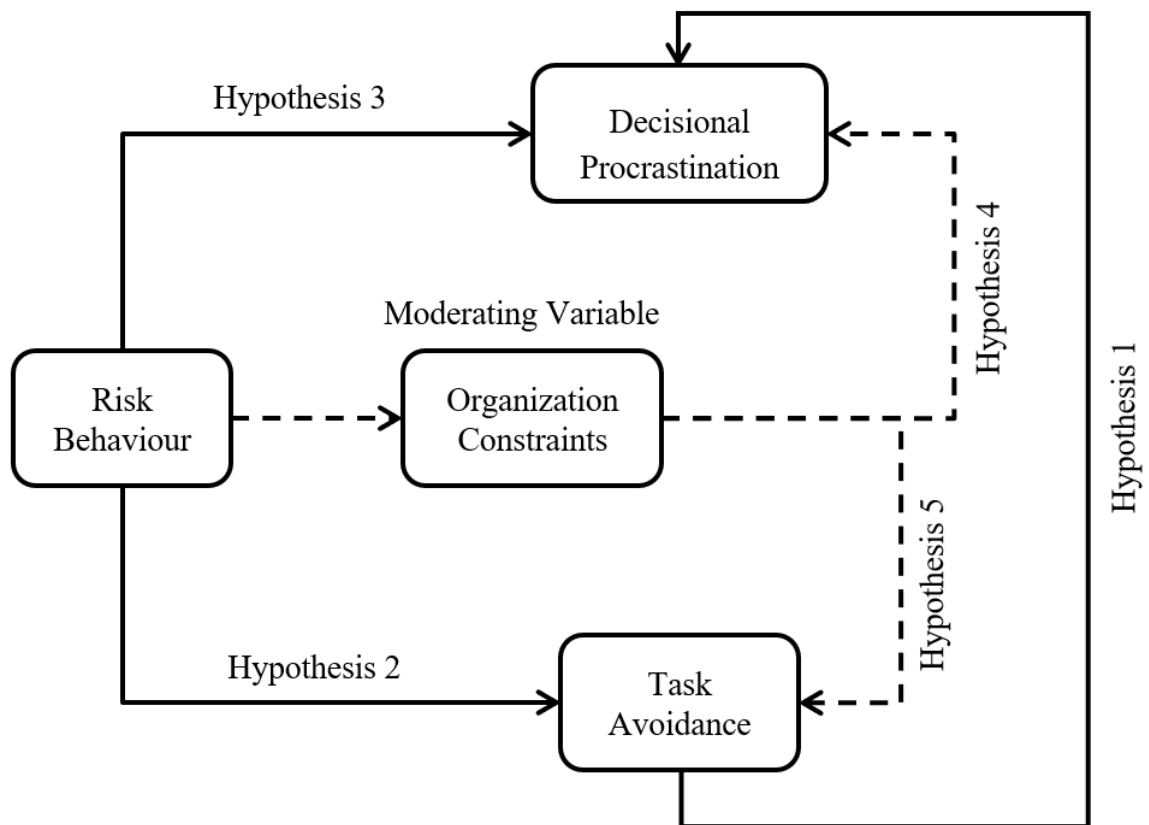 Hypothesis 3
Decisional
Procrastination
Hypothesis 4
Moderating Variable
Risk
Behaviour
Organization
Constraints
Hypothesis 1
Hypothesis 5
Hypothesis 2
Task
Avoidance